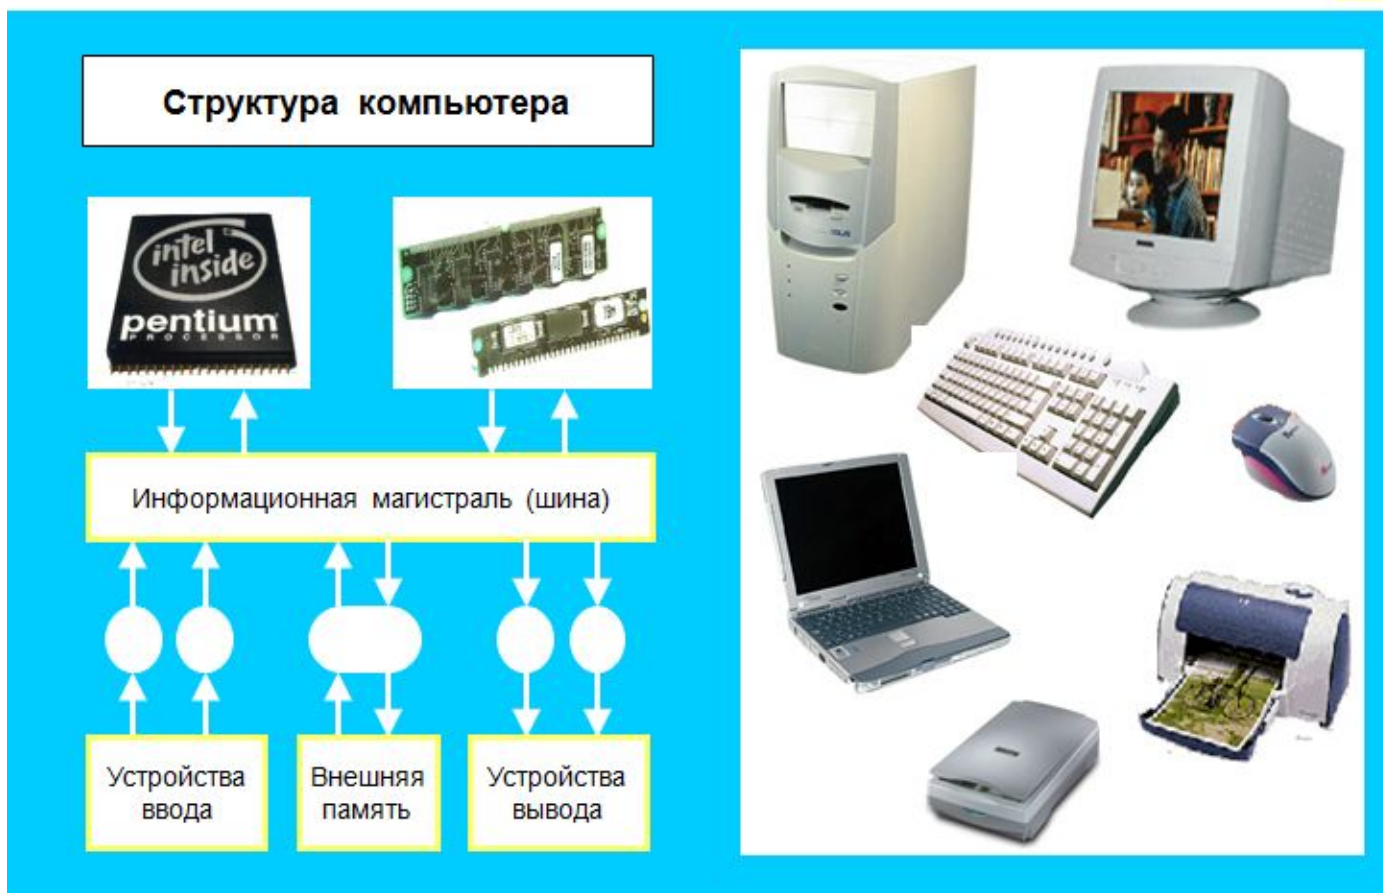 Структура компьютера
intel
inside
pentium
PROCESSOR
Информационная магистраль (шина)
Устройства
ввода
Внешняя
память
Устройства
вывода